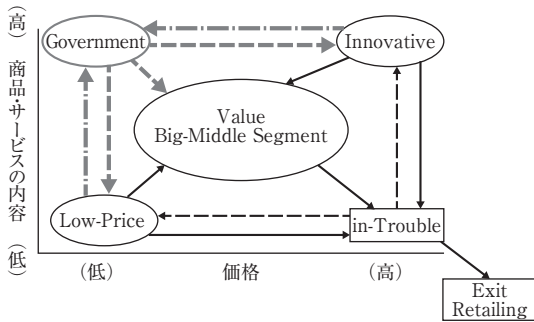 （高）
商品・サービスの内容
（低）
Government
Innovative
Value
Big-Middle Segment
Low-Price
in-Trouble
（低）
価格
（高）
Exit
Retailing